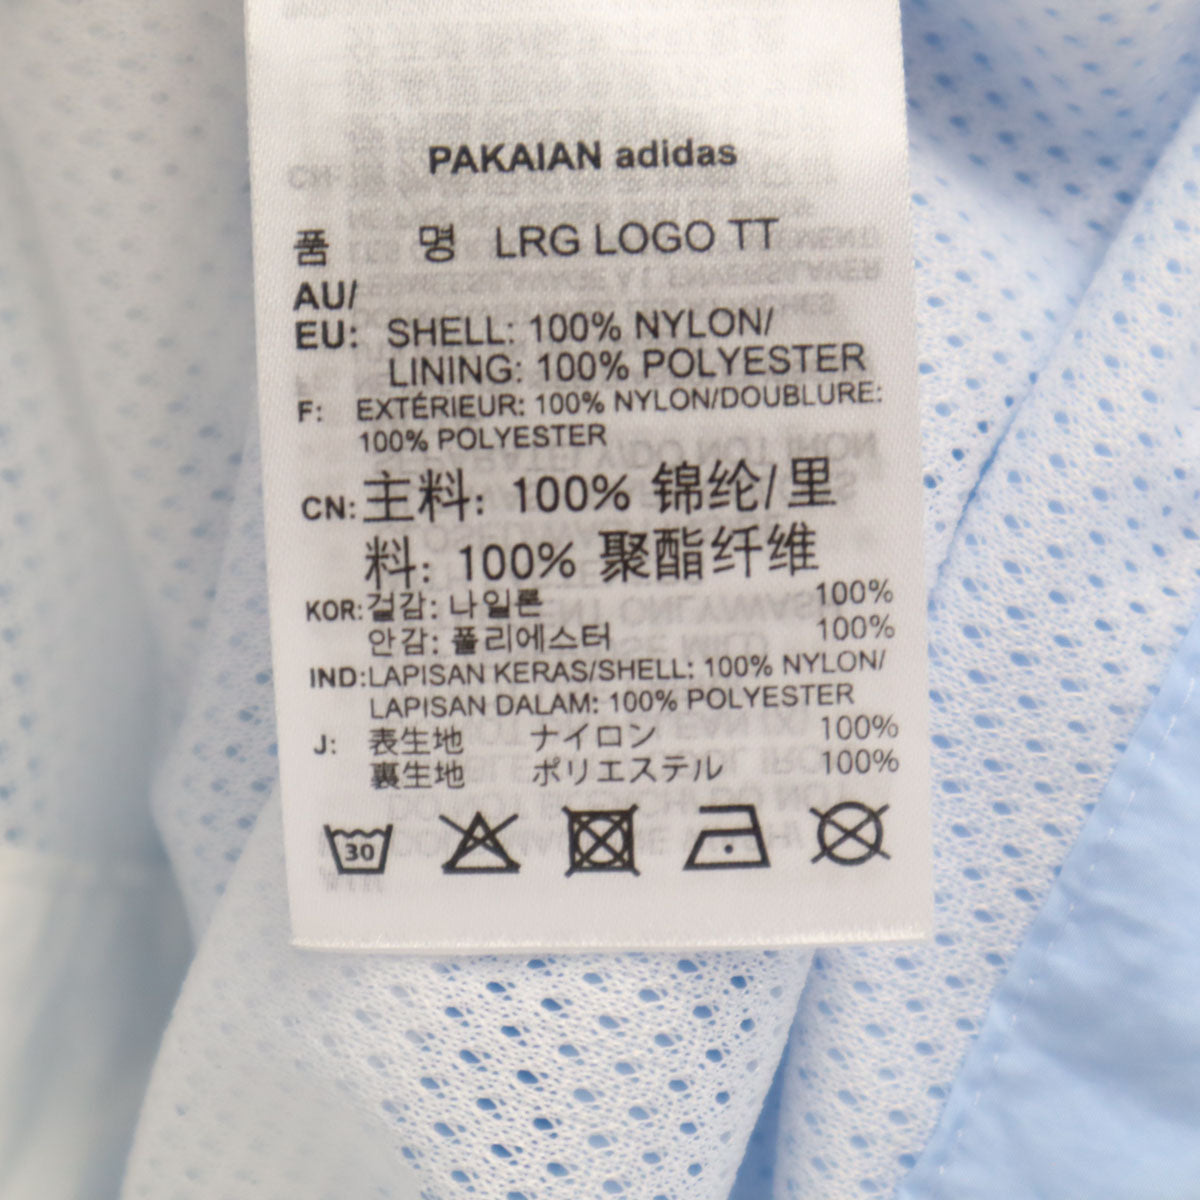 PAKAIAN adidas
품 명 LRG LOGO TT
AU/
EU: SHELL: 100% NYLON/
LINING: 100% POLYESTER
F: EXTÉRIEUR: 100% NYLON/DOUBLURE:
100% POLYESTER
CN: 主料: 100% 锦纶/里
料: 100% 聚酯纤维
KOR: 겉감: 나일론 100%
안감: 폴리에스터 100%
IND: LAPISAN KERAS/SHELL: 100% NYLON/
LAPISAN DALAM: 100% POLYESTER
J: 表生地 ナイロン 100%
裏生地 ポリエステル 100%
30